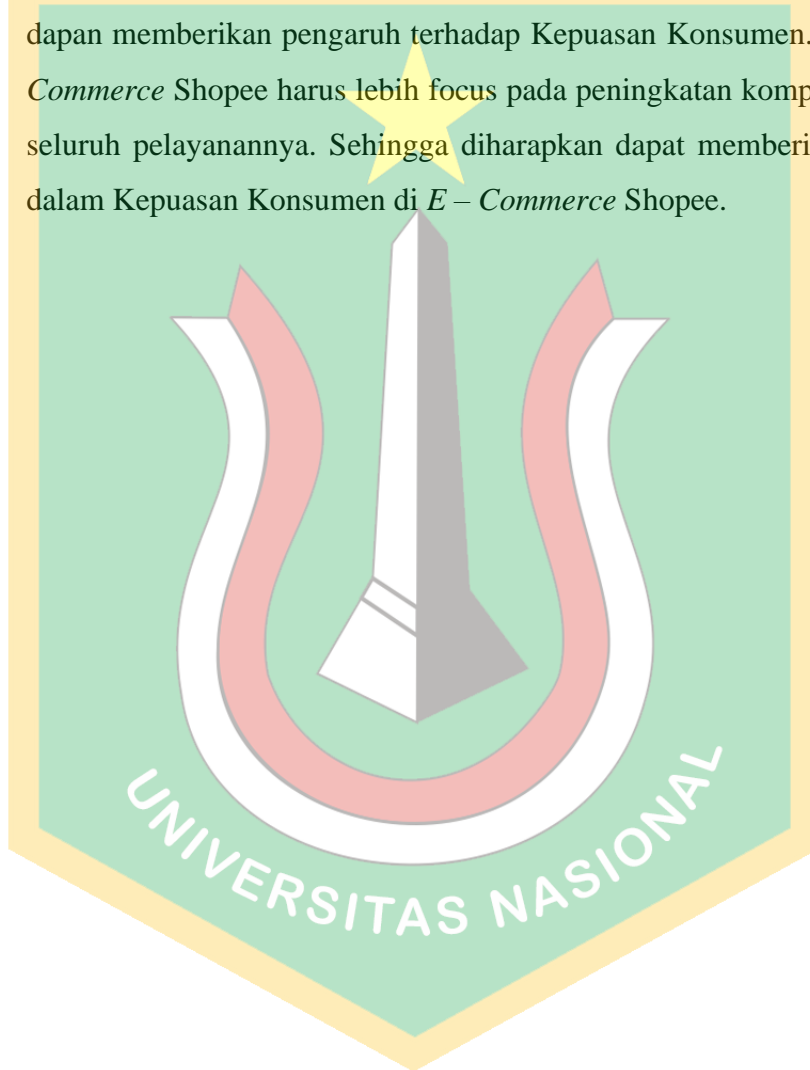 dapan memberikan pengaruh terhadap Kepuasan Konsumen.
Commerce Shopee harus lebih focus pada peningkatan komp
seluruh pelayanannya. Sehingga diharapkan dapat memberi
dalam Kepuasan Konsumen di E – Commerce Shopee.
UNIVERSITAS NASIONAL